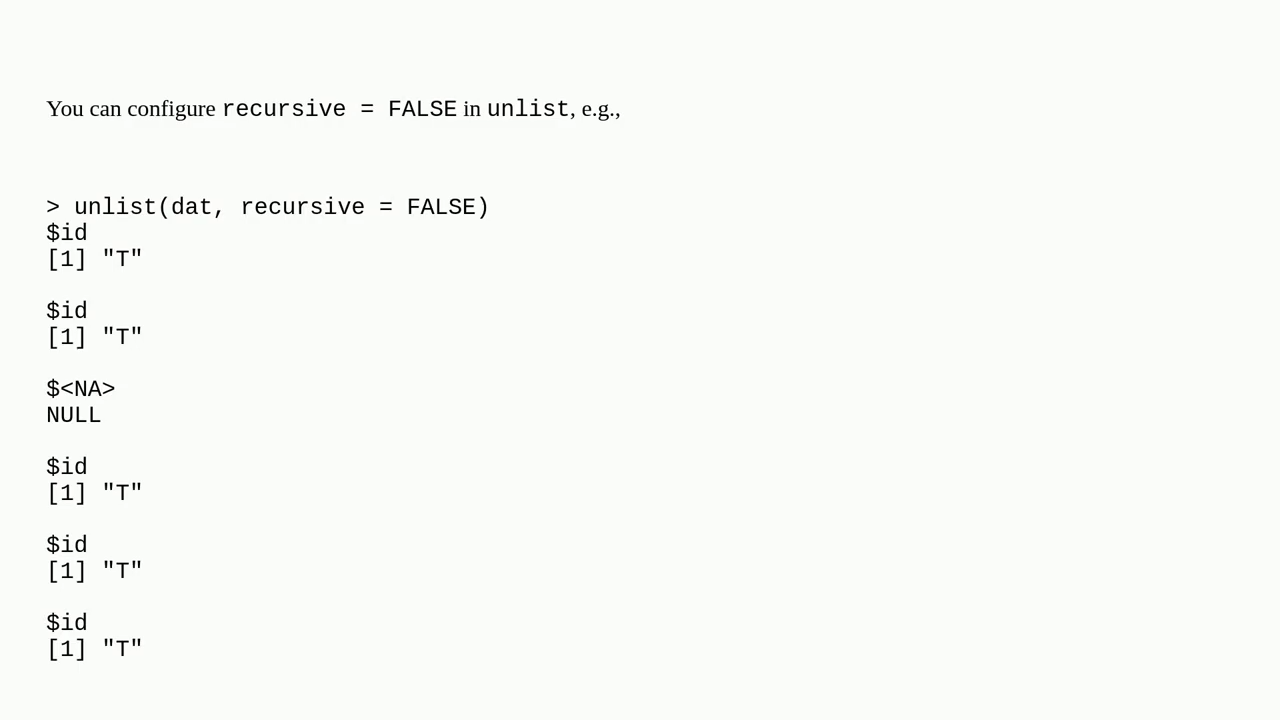 You can configure recursive = FALSE in unlist, e.g.,
> unlist(dat, recursive = FALSE)
$id
[1] "T"
$id
[1] "T"
$<NA>
NULL
$id
[1] "T"
$id
[1] "T"
$id
[1] "T"